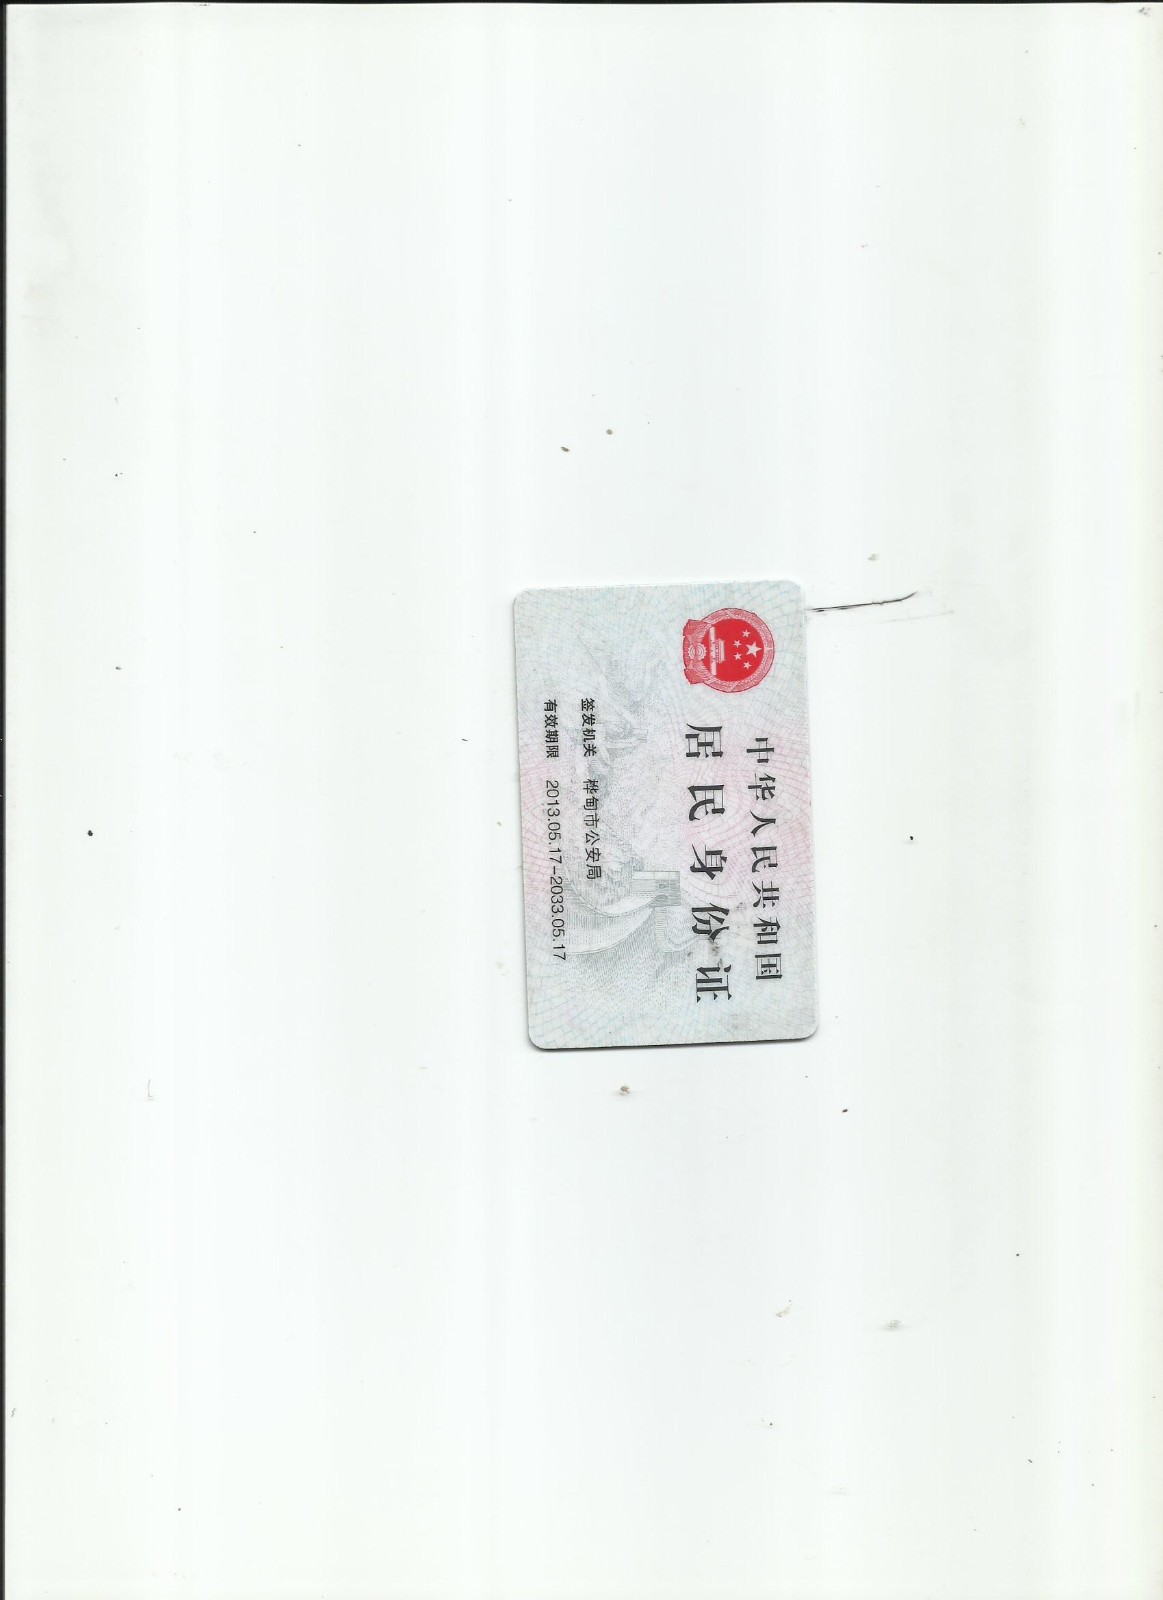 中华人民共和国
居民身份证
签发机关 桦甸市公安局
有效期限 2013.05.17-2033.05.17